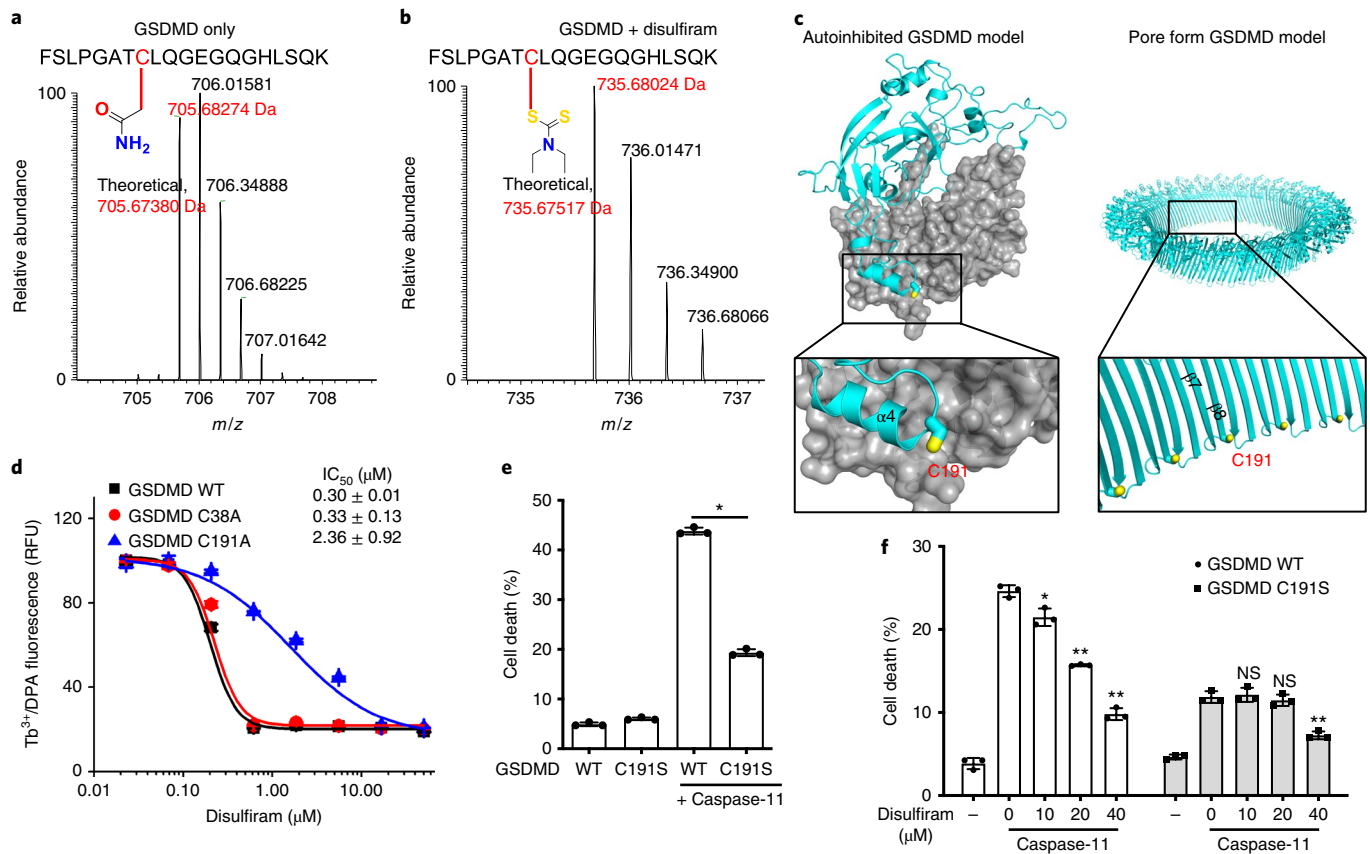 a
GSDMD only
FSLPGATCLQGEGQGHLSQK
O
NH2
Theoretical,
705.67380 Da
706.01581
705.68274 Da
706.34888
706.68225
707.01642
100
0
Relative abundance
705 706 707 708
m/z
b
GSDMD + disulfiram
FSLPGATCLQGEGQGHLSQK
S S
N
Theoretical,
735.67517 Da
735.68024 Da
736.01471
736.34900
736.68066
100
0
Relative abundance
735 736 737
m/z
c
Autoinhibited GSDMD model
Pore form GSDMD model
α4
C191
β7
β8
C191
d
GSDMD WT
GSDMD C38A
GSDMD C191A
IC50 (μM)
0.30 ± 0.01
0.33 ± 0.13
2.36 ± 0.92
Tb3+/DPA fluorescence (RFU)
120
80
40
0
0.01 0.10 1.00 10.00
Disulfiram (μM)
e
Cell death (%)
50
40
30
20
10
0
*
GSDMD WT C191S WT C191S
+ Caspase-11
f
GSDMD WT
GSDMD C191S
Cell death (%)
30
20
10
0
* ** ** NS NS **
Disulfiram – 0 10 20 40 – 0 10 20 40
(μM)
Caspase-11 Caspase-11